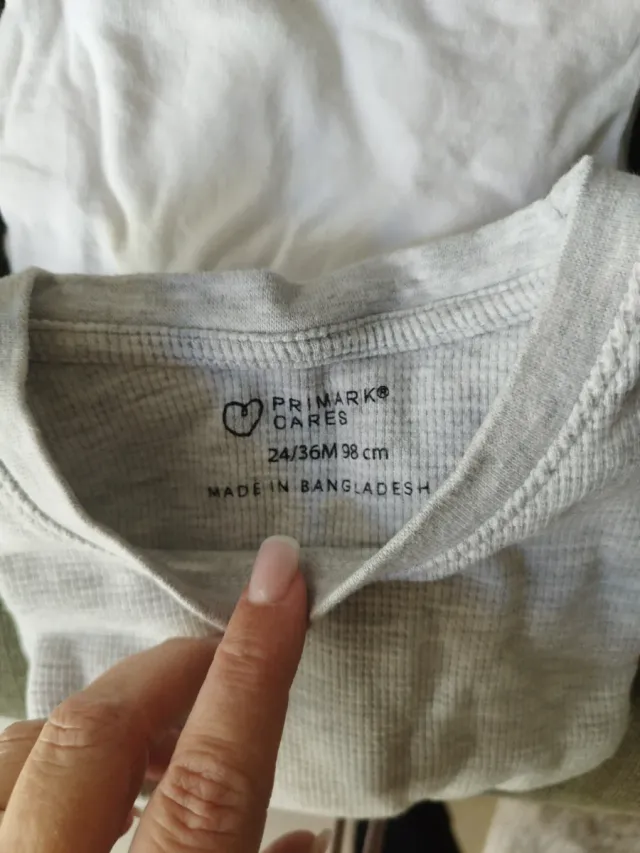 PRIMARK®
CARES
24/36M 98 cm
MADE IN BANGLADESH